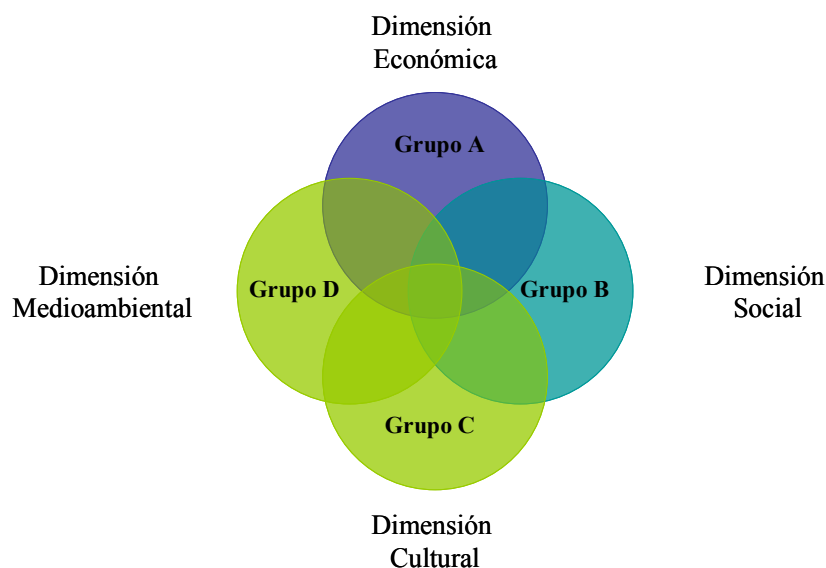 Dimensión
Económica
Grupo A
Dimensión
Medioambiental
Grupo D
Grupo B
Dimensión
Social
Grupo C
Dimensión
Cultural